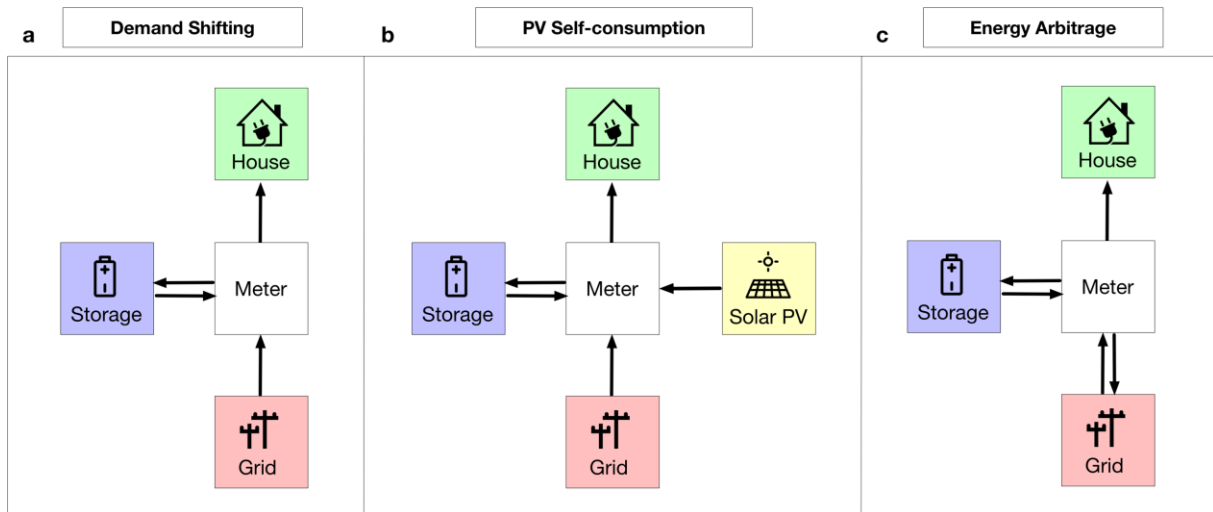 a
Demand Shifting
House
Storage
Meter
Grid
b
PV Self-consumption
House
Storage
Meter
Solar PV
Grid
c
Energy Arbitrage
House
Storage
Meter
Grid